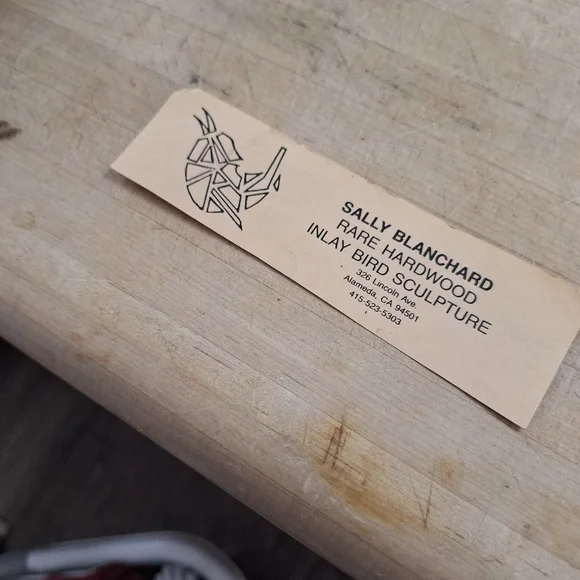 SALLY BLANCHARD
RARE HARDWOOD
INLAY BIRD SCULPTURE
326 Lincoln Ave.
Alameda, CA 94501
415-523-5303